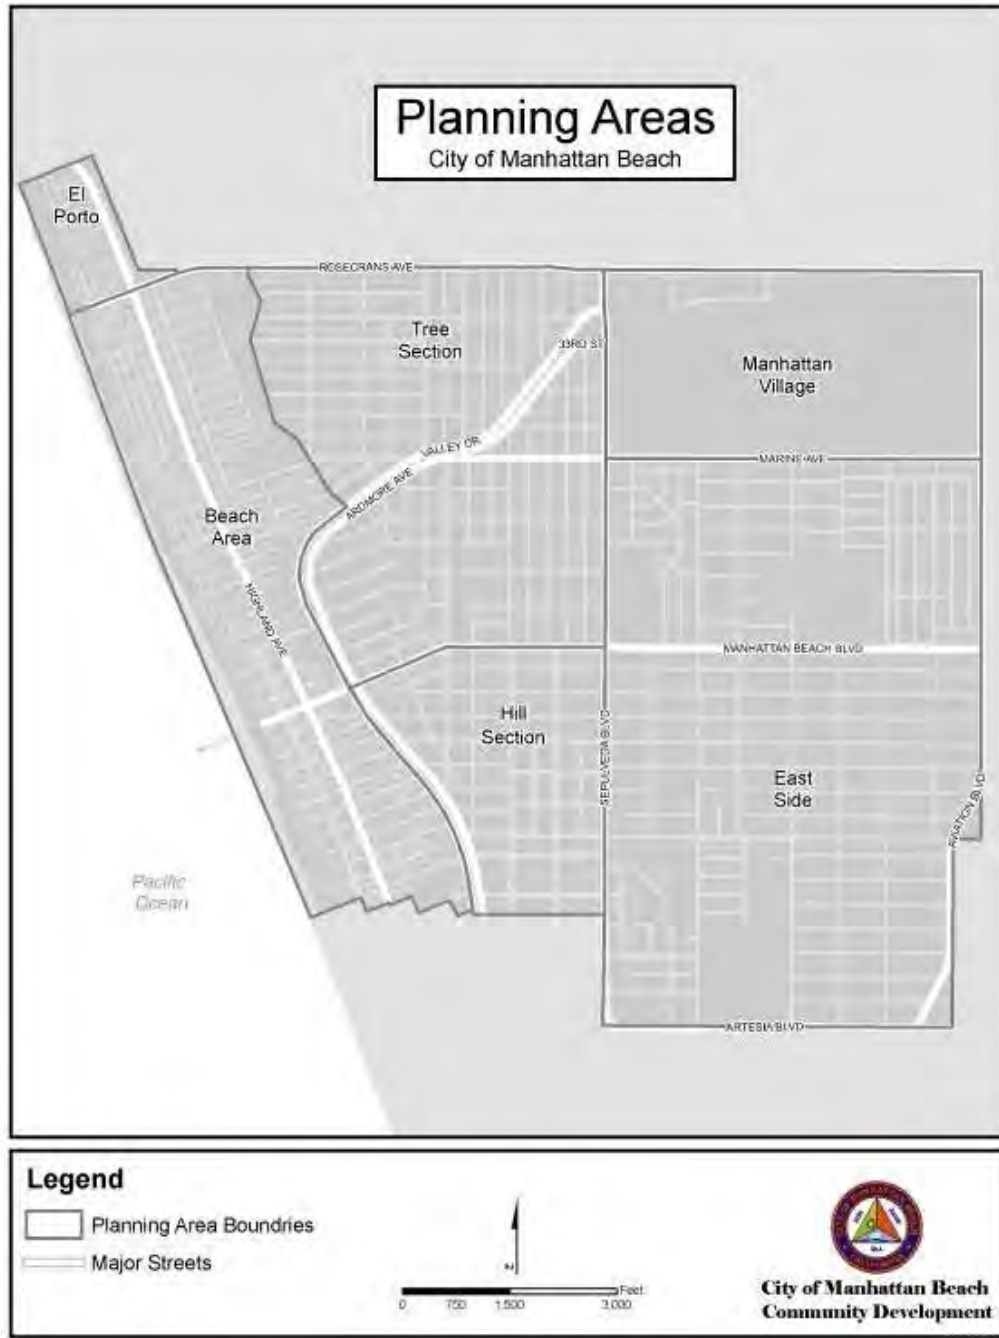 Planning Areas
City of Manhattan Beach
El
Porto
ROSECRANS AVE
Tree
Section
33RD ST
Manhattan
Village
VALLEY DR
MARINE AVE
ARDMORE AVE
Beach
Area
HIGHLAND AVE
MANHATTAN BEACH BLVD
Hill
Section
SEPULVEDA BLVD
East
Side
AVIATION BLVD
Pacific
Ocean
ARTESIA BLVD
Legend
Planning Area Boundries
Major Streets
N
Feet
0 750 1,500 3,000
City of Manhattan Beach
Community Development